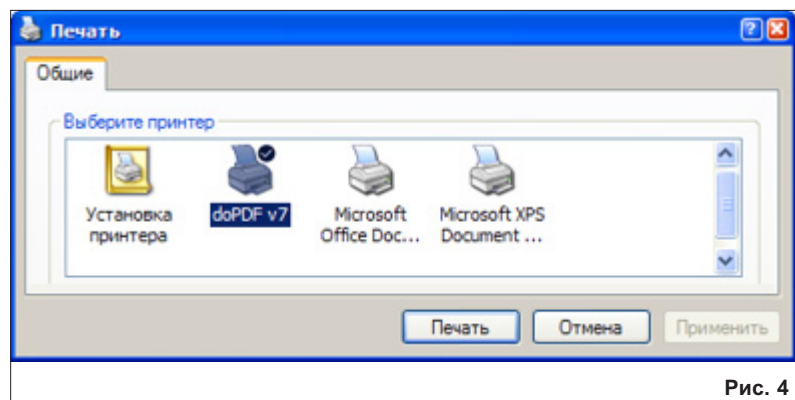 Печать
Общие
Выберите принтер
Установка
принтера
doPDF v7
Microsoft
Office Doc...
Microsoft XPS
Document ...
Печать
Отмена
Применить
Рис. 4